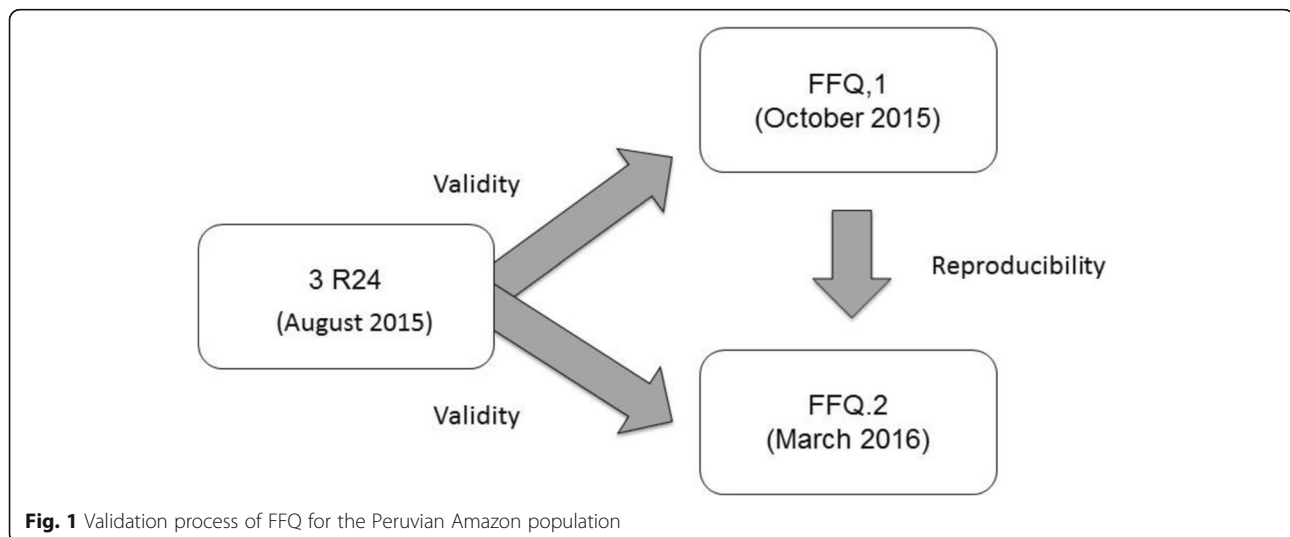 FFQ,1
(October 2015)
Validity
3 R24
(August 2015)
Reproducibility
Validity
FFQ.2
(March 2016)
Fig. 1 Validation process of FFQ for the Peruvian Amazon population